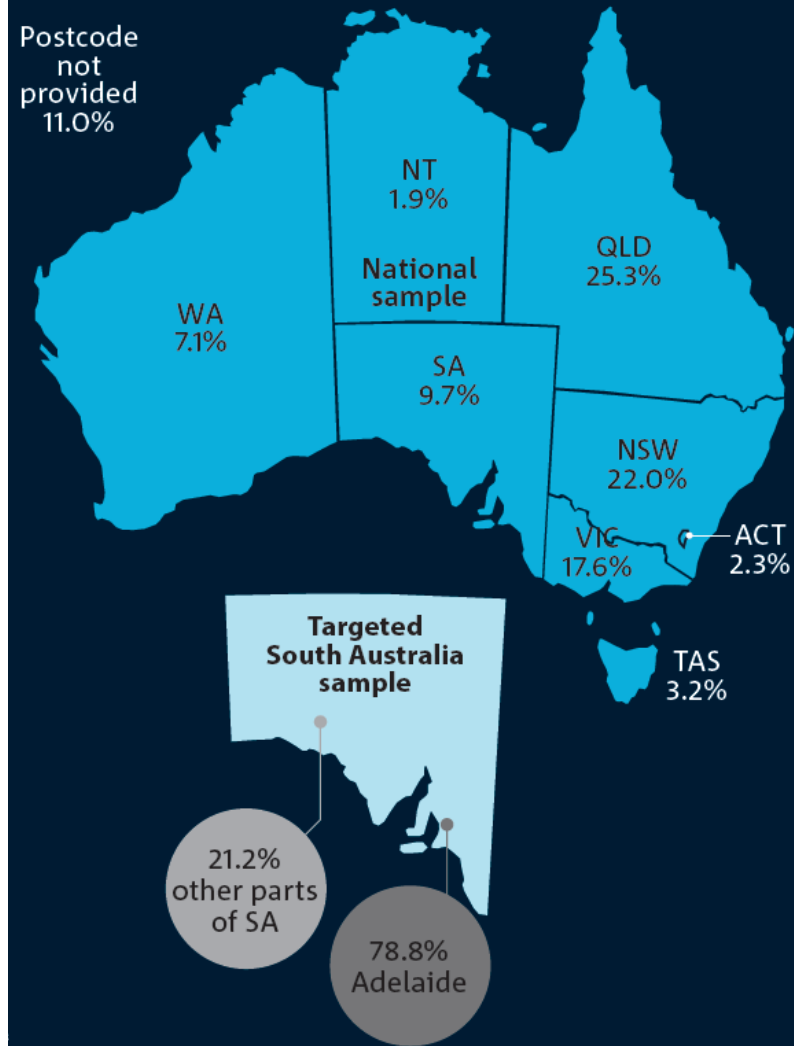 Postcode
not
provided
11.0%
NT
1.9%
National
sample
QLD
25.3%
WA
7.1%
SA
9.7%
NSW
22.0%
ACT
2.3%
VIC
17.6%
TAS
3.2%
Targeted
South Australia
sample
21.2%
other parts
of SA
78.8%
Adelaide